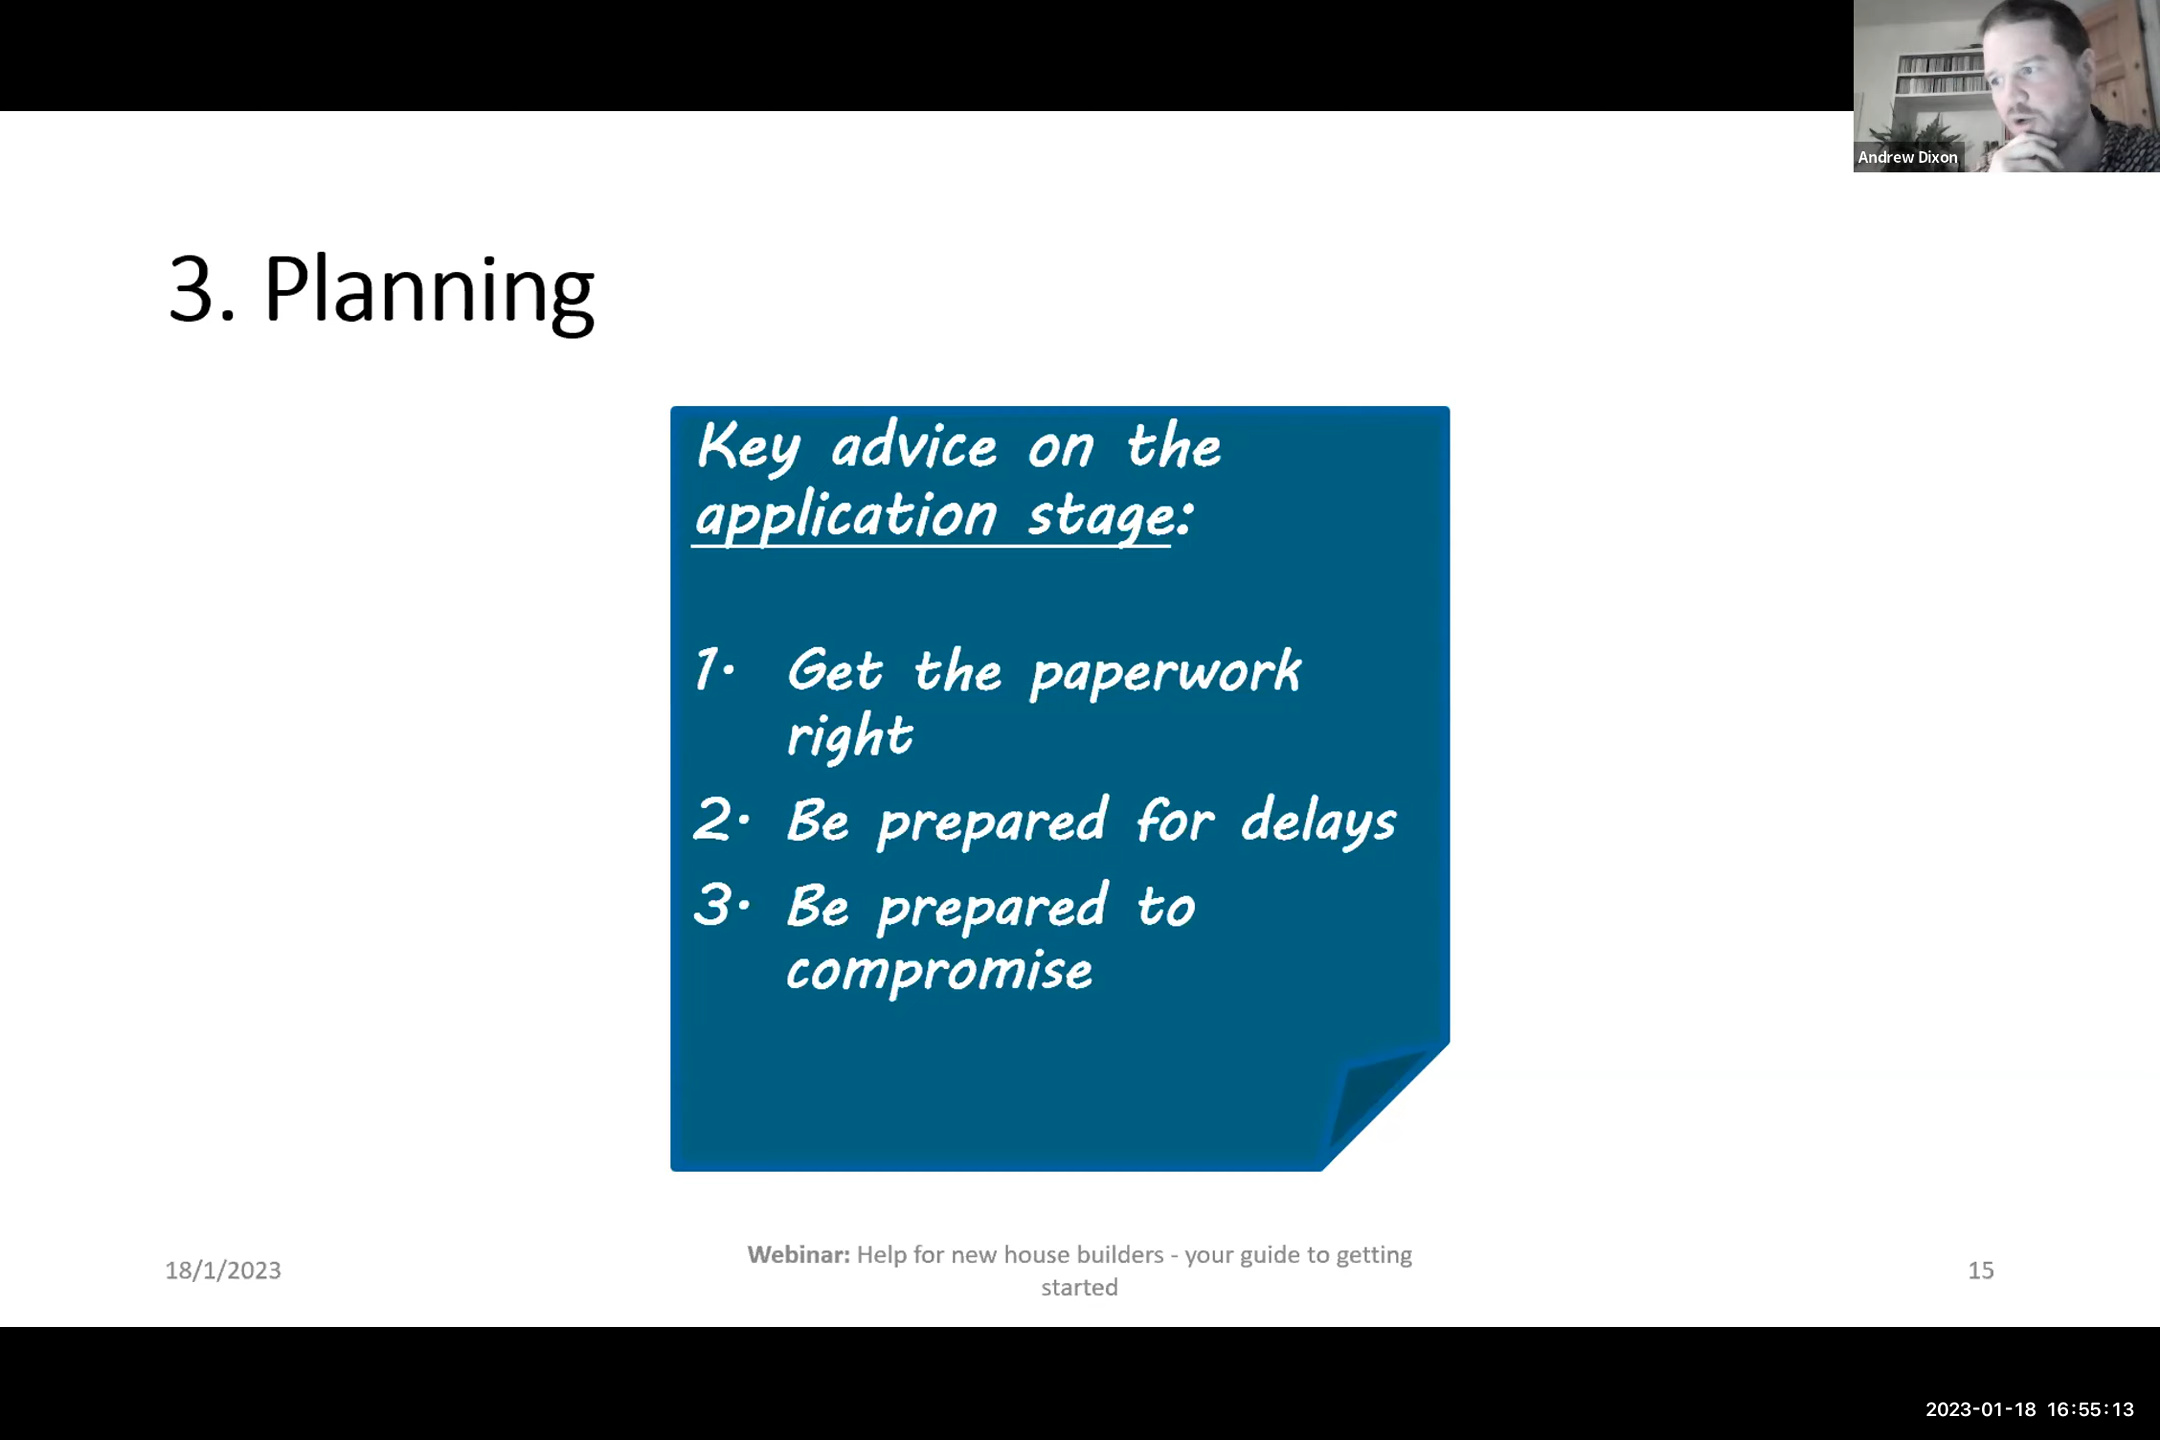 Andrew Dixon
3. Planning
Key advice on the
application stage:
1. Get the paperwork
right
2. Be prepared for delays
3. Be prepared to
compromise
18/1/2023
Webinar: Help for new house builders - your guide to getting
started
15
2023-01-18 16:55:13